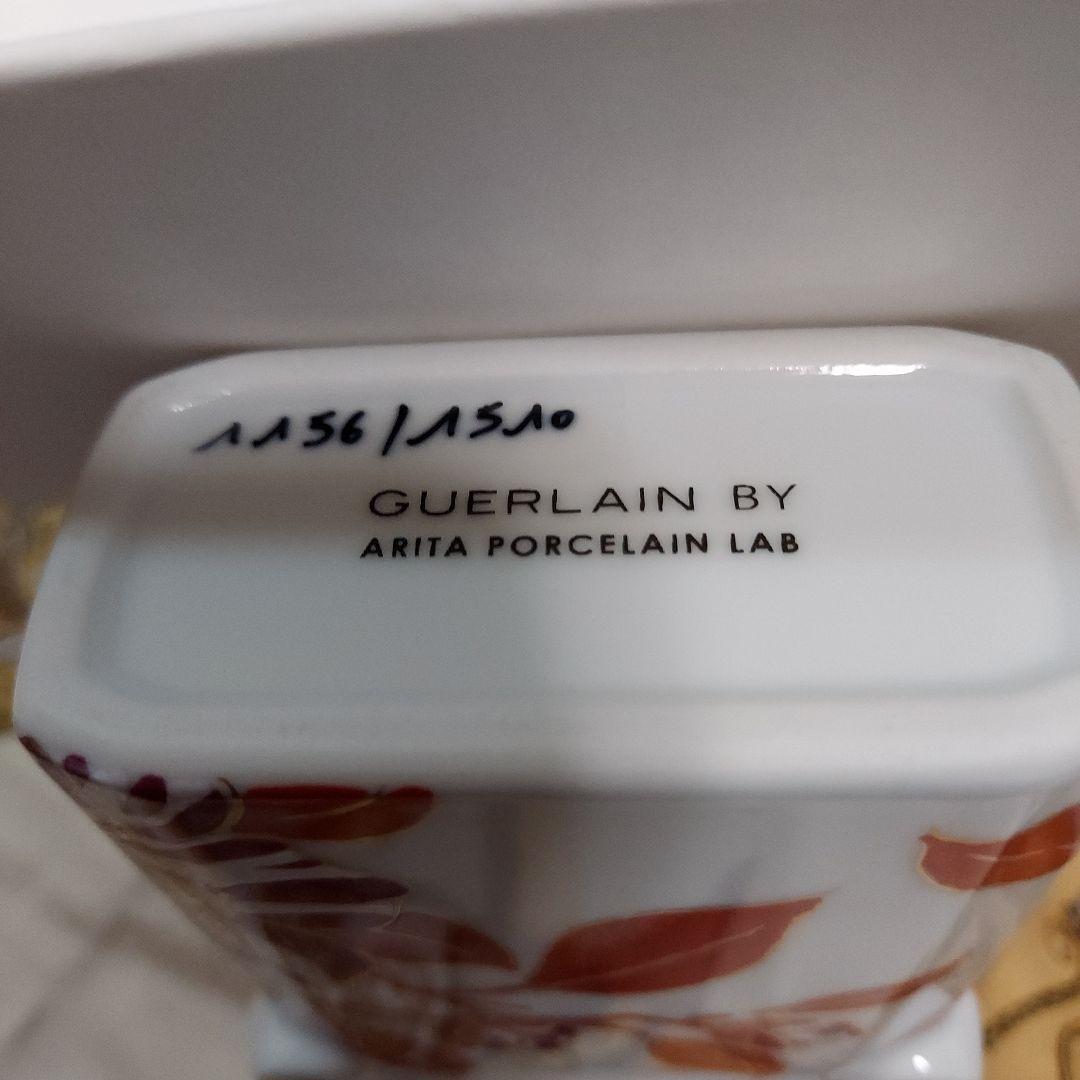 1156/1510
GUERLAIN BY
ARITA PORCELAIN LAB